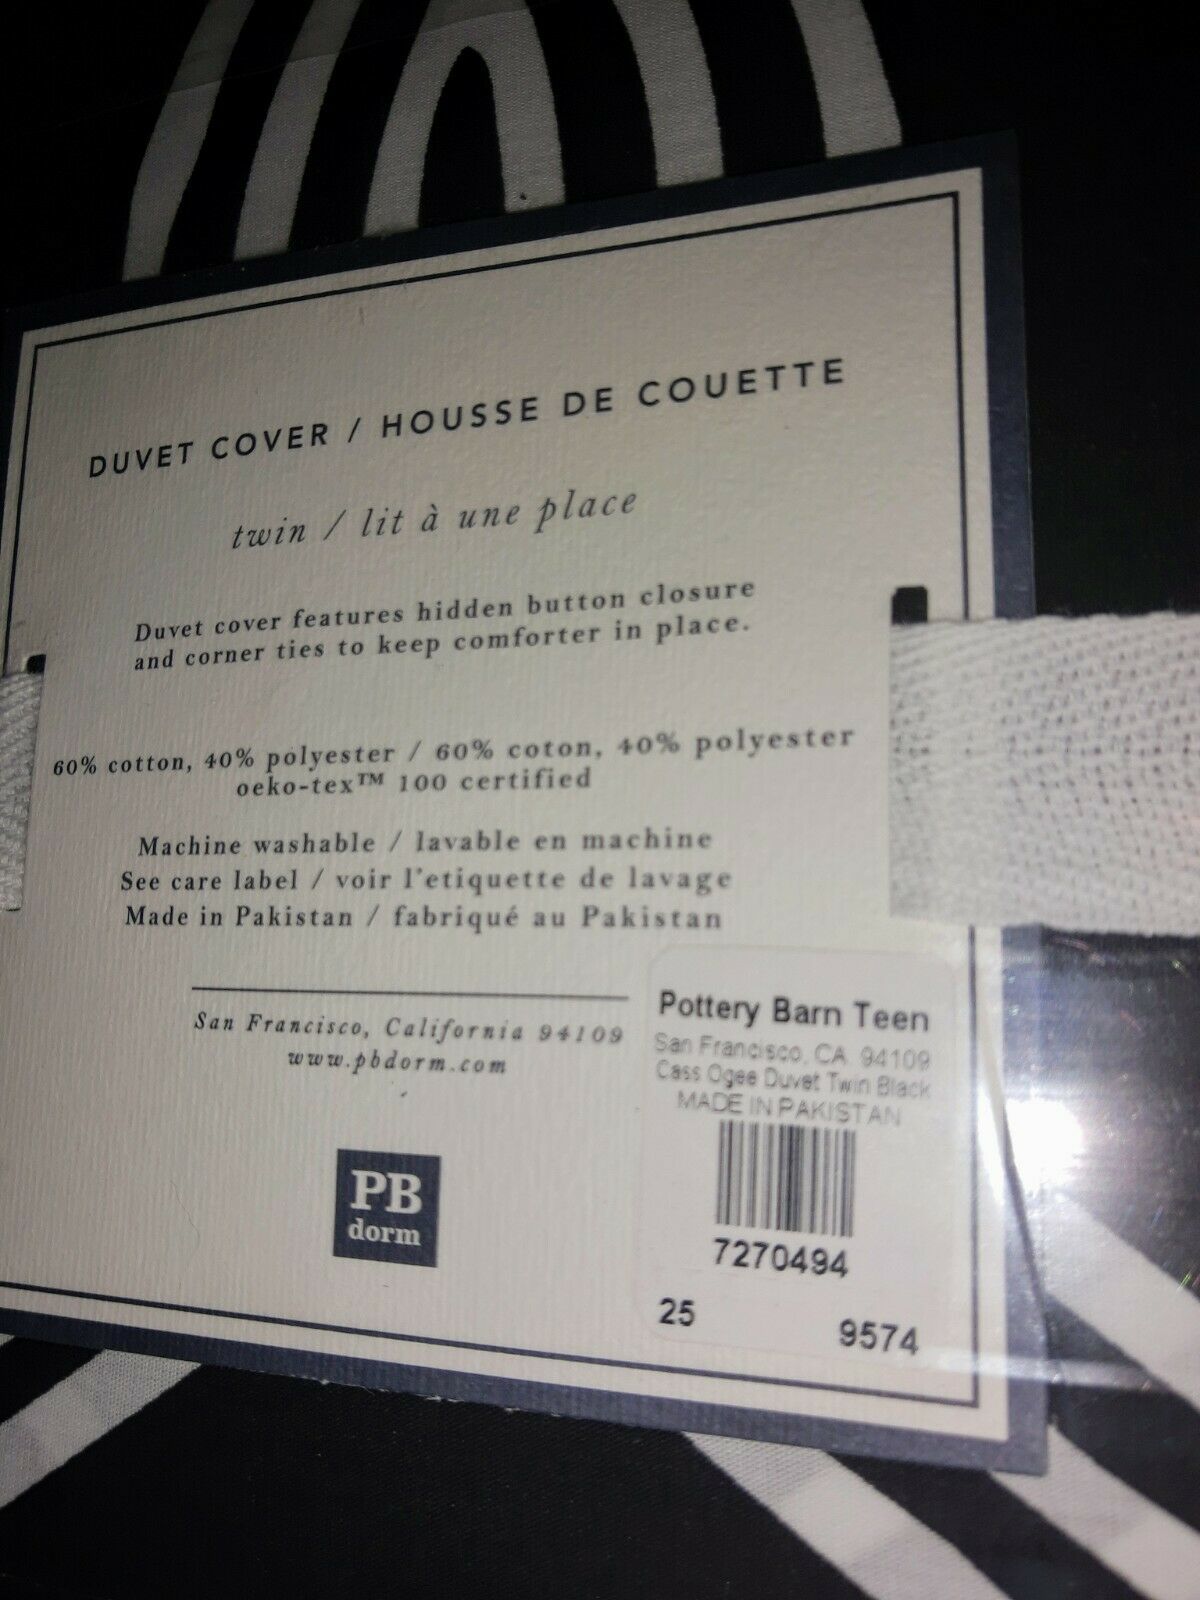 DUVET COVER / HOUSSE DE COUETTE
twin / lit à une place
Duvet cover features hidden button closure
and corner ties to keep comforter in place.
60% cotton, 40% polyester / 60% coton, 40% polyester
oeko-tex™ 100 certified
Machine washable / lavable en machine
See care label / voir l'etiquette de lavage
Made in Pakistan / fabriqué au Pakistan
San Francisco, California 94109
www.pbdorm.com
PB
dorm
Pottery Barn Teen
San Francisco, CA 94109
Cass Ogee Duvet Twin Black
MADE IN PAKISTAN
7270494
25 9574